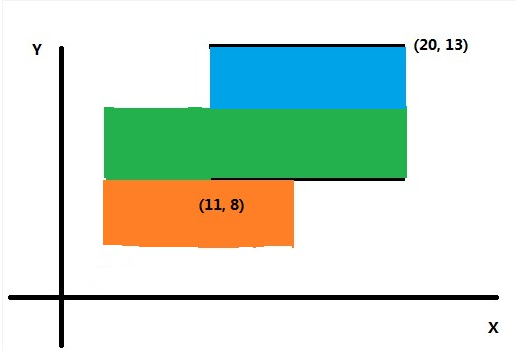 Y
(20, 13)
(11, 8)
X